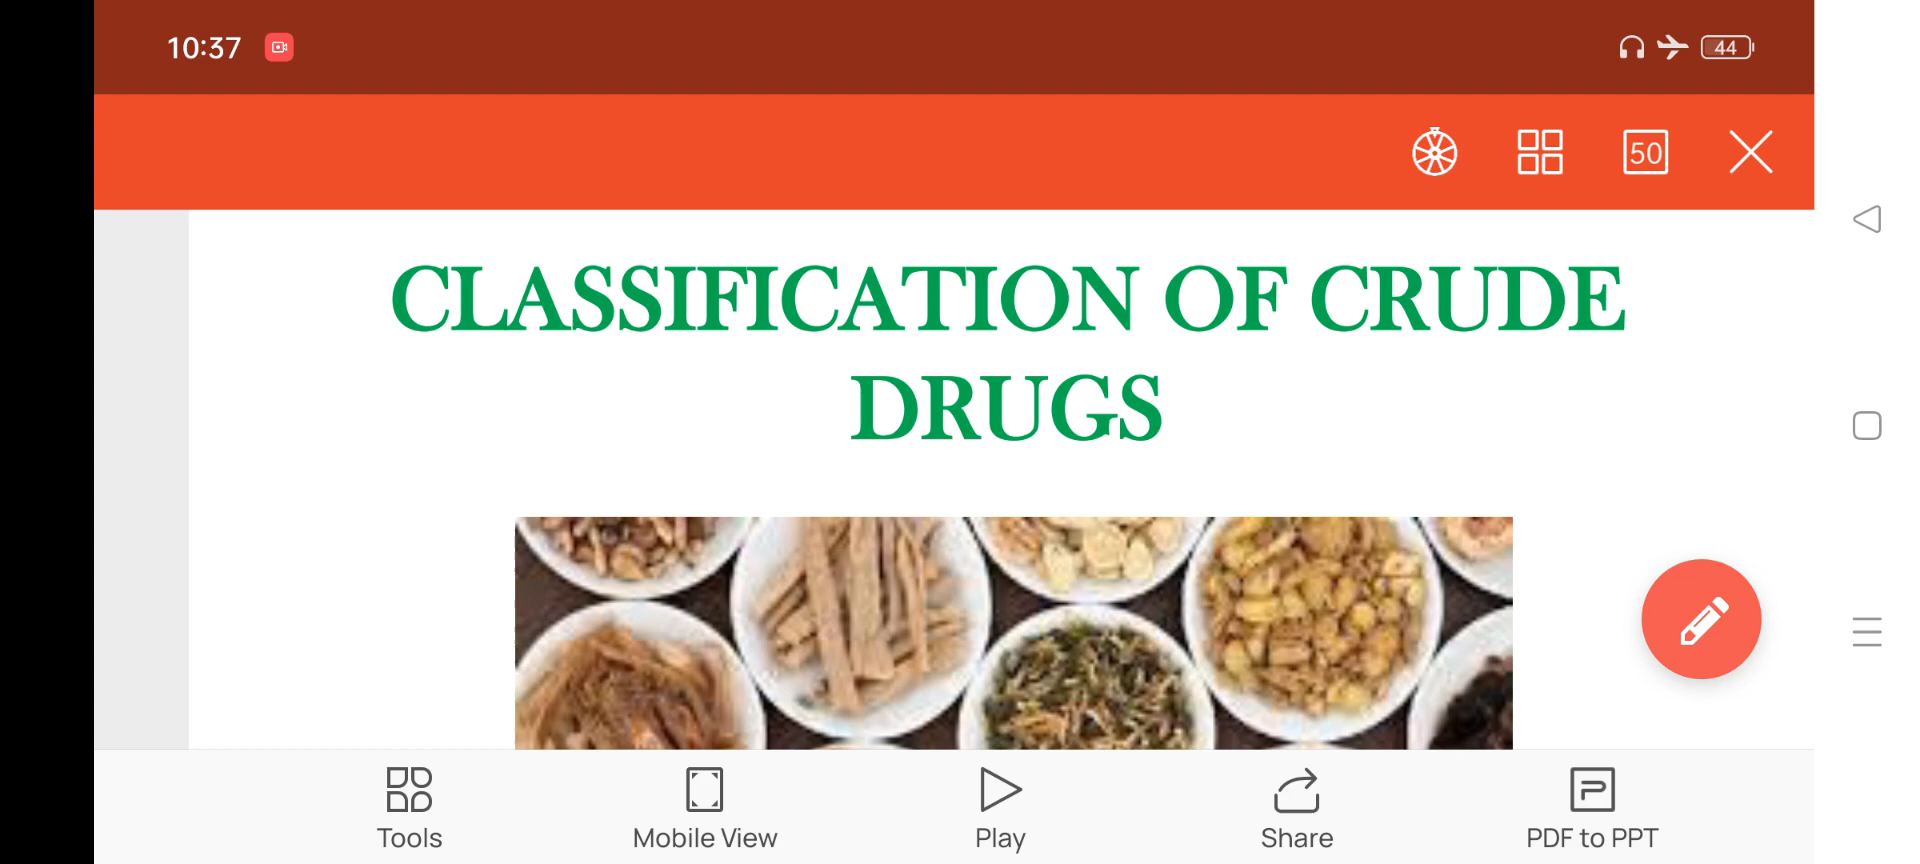 10:37
44
50
CLASSIFICATION OF CRUDE
DRUGS
Tools
Mobile View
Play
Share
PDF to PPT